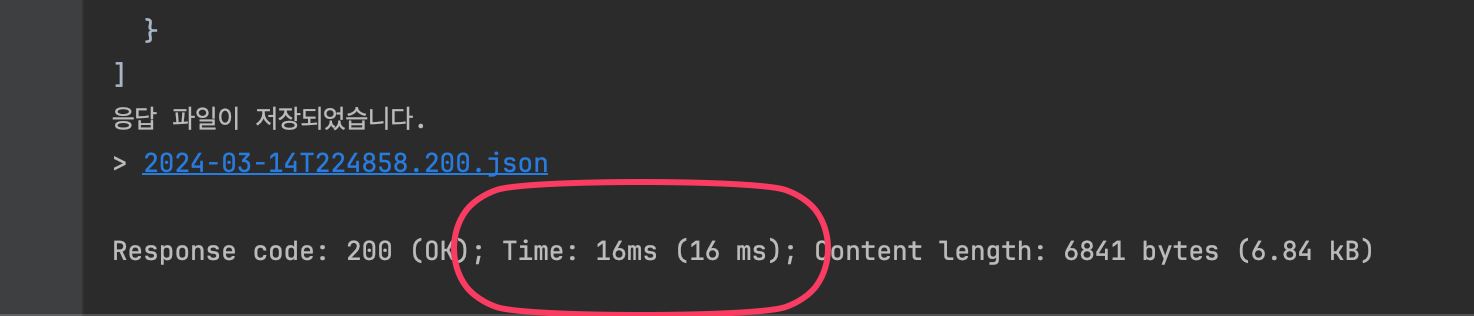 }
]
응답 파일이 저장되었습니다.
> 2024-03-14T224858.200.json
Response code: 200 (OK); Time: 16ms (16 ms); Content length: 6841 bytes (6.84 kB)